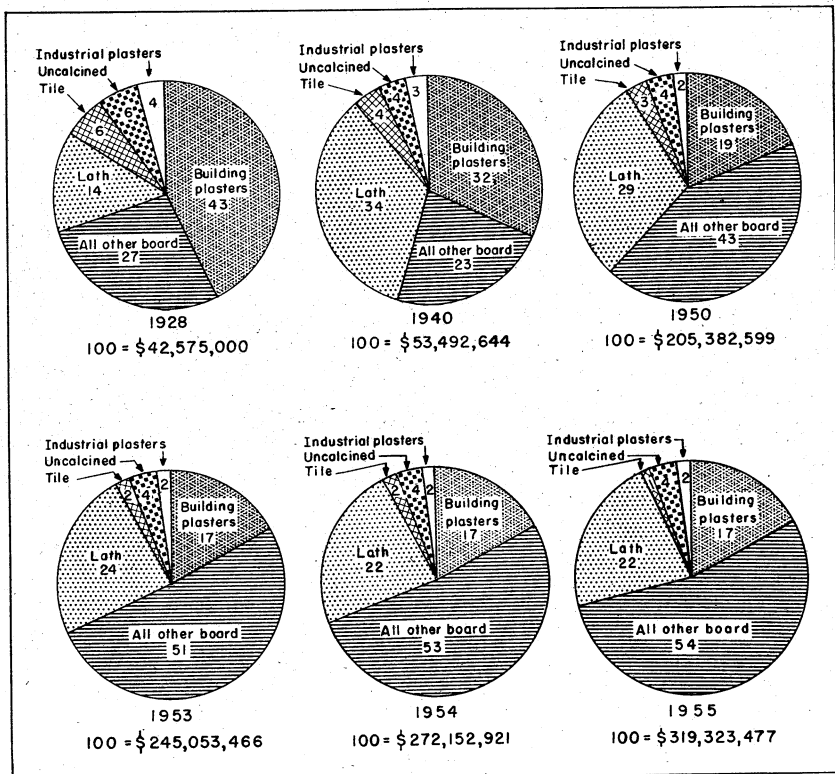 Industrial plasters
Uncalcined
Tile
4
6
6
Lath
14
Building
plasters
43
All other board
27
1928
100 = $42,575,000
Industrial plasters
Uncalcined
Tile
3
4
4
Lath
34
Building
plasters
32
All other board
23
1940
100 = $53,492,644
Industrial plasters
Uncalcined
Tile
2
4
3
Lath
29
Building
plasters
19
All other board
43
1950
100 = $205,382,599
Industrial plasters
Uncalcined
Tile
2
4
2
Lath
24
Building
plasters
17
All other board
51
1953
100 = $245,053,466
Industrial plasters
Uncalcined
Tile
2
4
2
Lath
22
Building
plasters
17
All other board
53
1954
100 = $272,152,921
Industrial plasters
Uncalcined
Tile
2
4
1
Lath
22
Building
plasters
17
All other board
54
1955
100 = $319,323,477